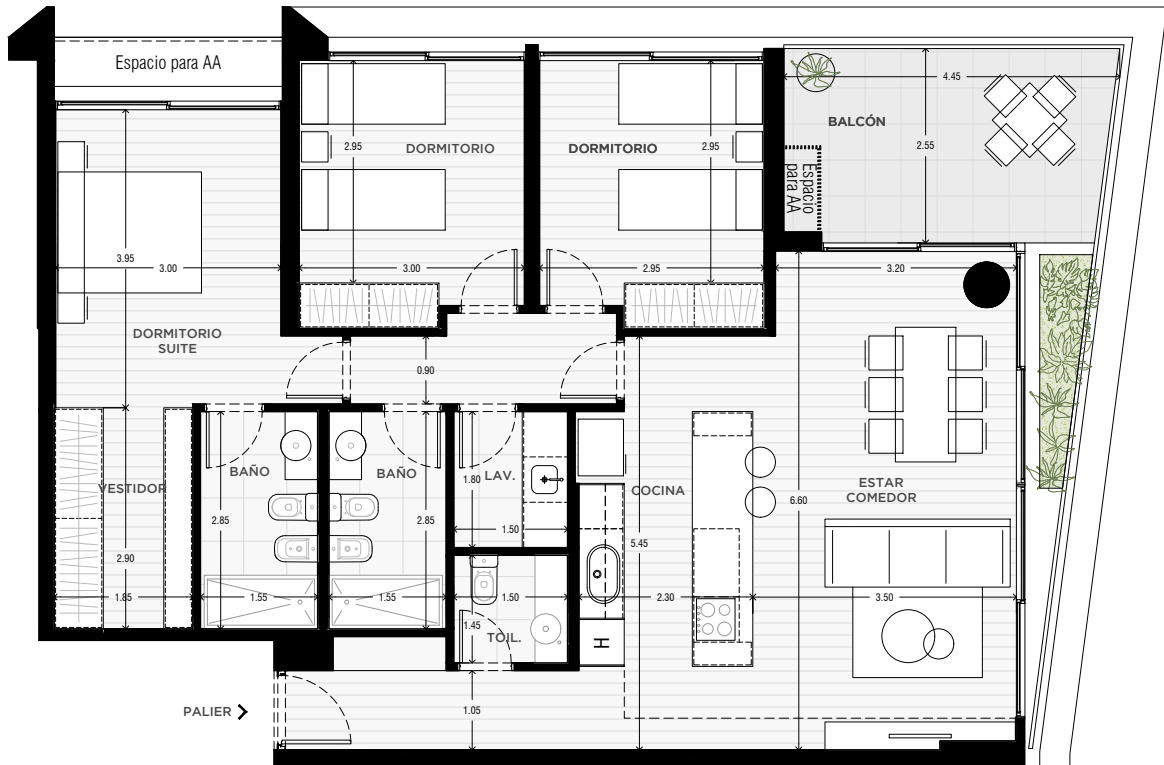 Espacio para AA
4.45
BALCÓN
2.95
DORMITORIO
DORMITORIO
2.95
2.55
Espacio
para AA
3.95
3.00
3.00
2.95
3.20
DORMITORIO
SUITE
0.90
BAÑO
BAÑO
LAV.
1.80
VESTIDOR
COCINA
ESTAR
COMEDOR
6.60
2.85
2.85
1.50
5.45
2.90
1.85
1.55
1.55
1.50
2.30
3.50
1.45
TOIL.
H
PALIER
1.05